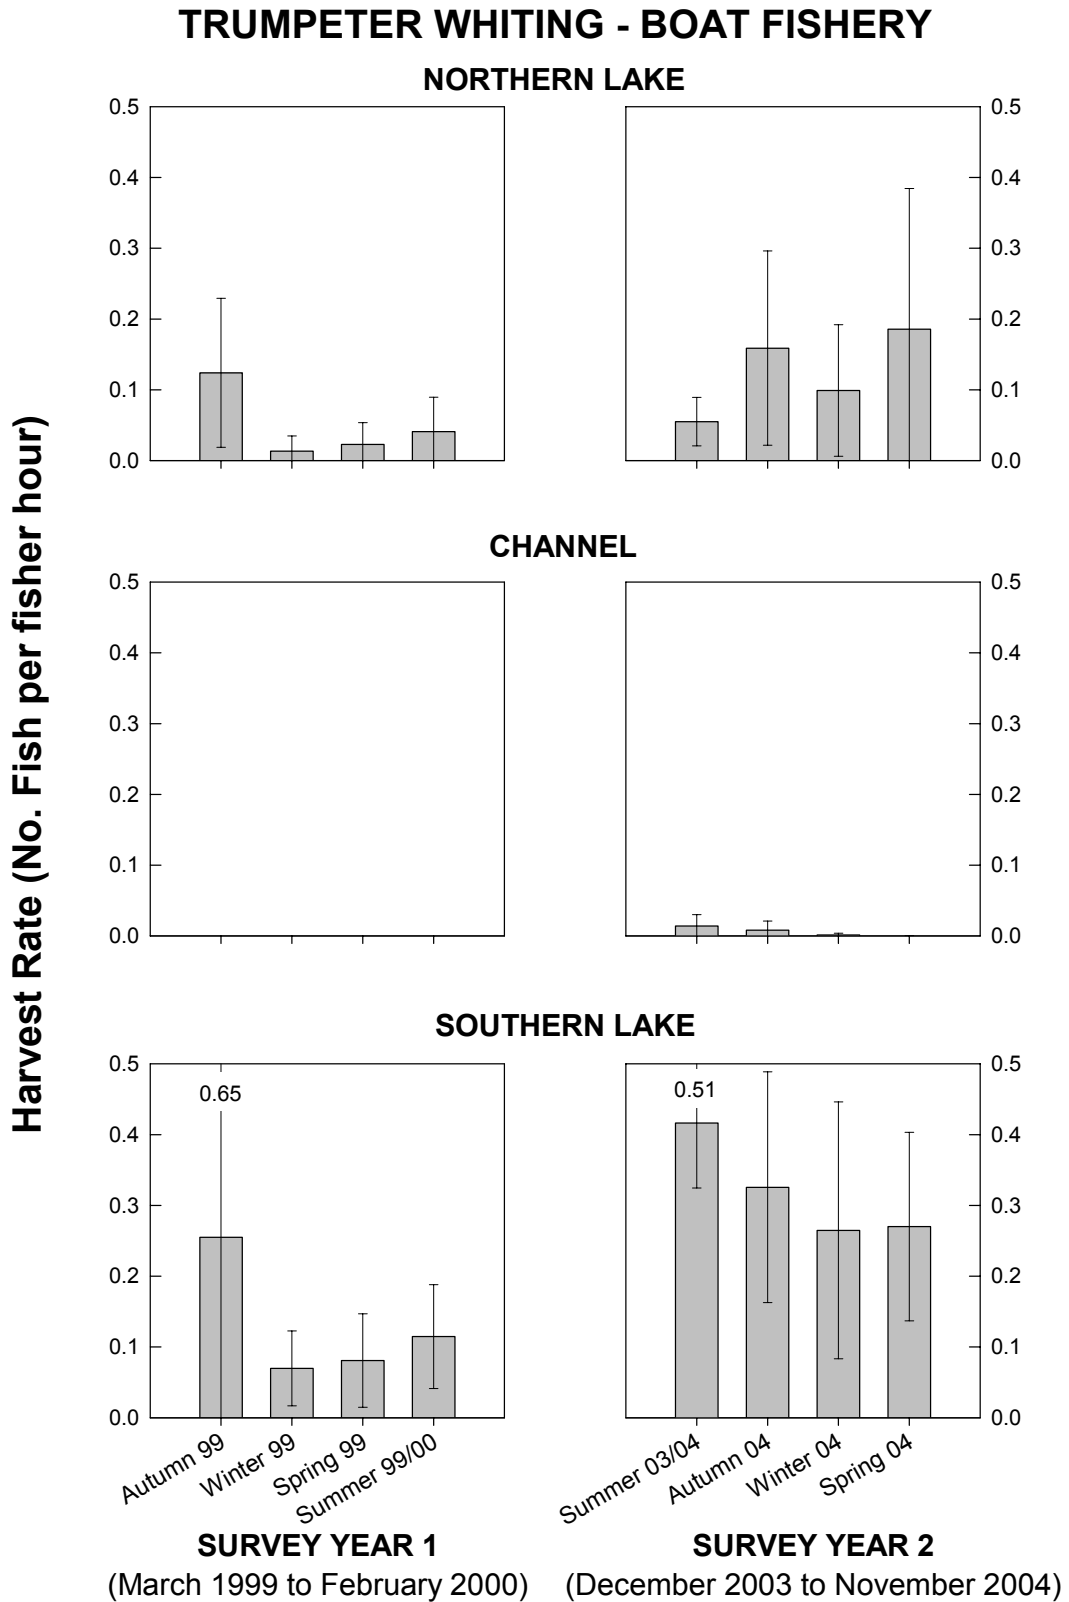 TRUMPETER WHITING - BOAT FISHERY
NORTHERN LAKE
0.5
0.4
0.3
0.2
0.1
0.0
0.5
0.4
0.3
0.2
0.1
0.0
CHANNEL
0.5
0.4
0.3
0.2
0.1
0.0
0.5
0.4
0.3
0.2
0.1
0.0
Harvest Rate (No. Fish per fisher hour)
SOUTHERN LAKE
0.5
0.4
0.3
0.2
0.1
0.0
0.65
0.51
0.5
0.4
0.3
0.2
0.1
0.0
Autumn 99
Winter 99
Spring 99
Summer 99/00
Summer 03/04
Autumn 04
Winter 04
Spring 04
SURVEY YEAR 1
(March 1999 to February 2000)
SURVEY YEAR 2
(December 2003 to November 2004)